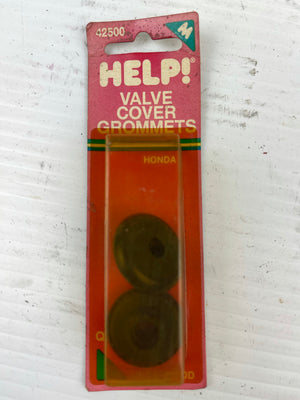 42500
HELP!
VALVE
COVER
GROMMETS
HONDA